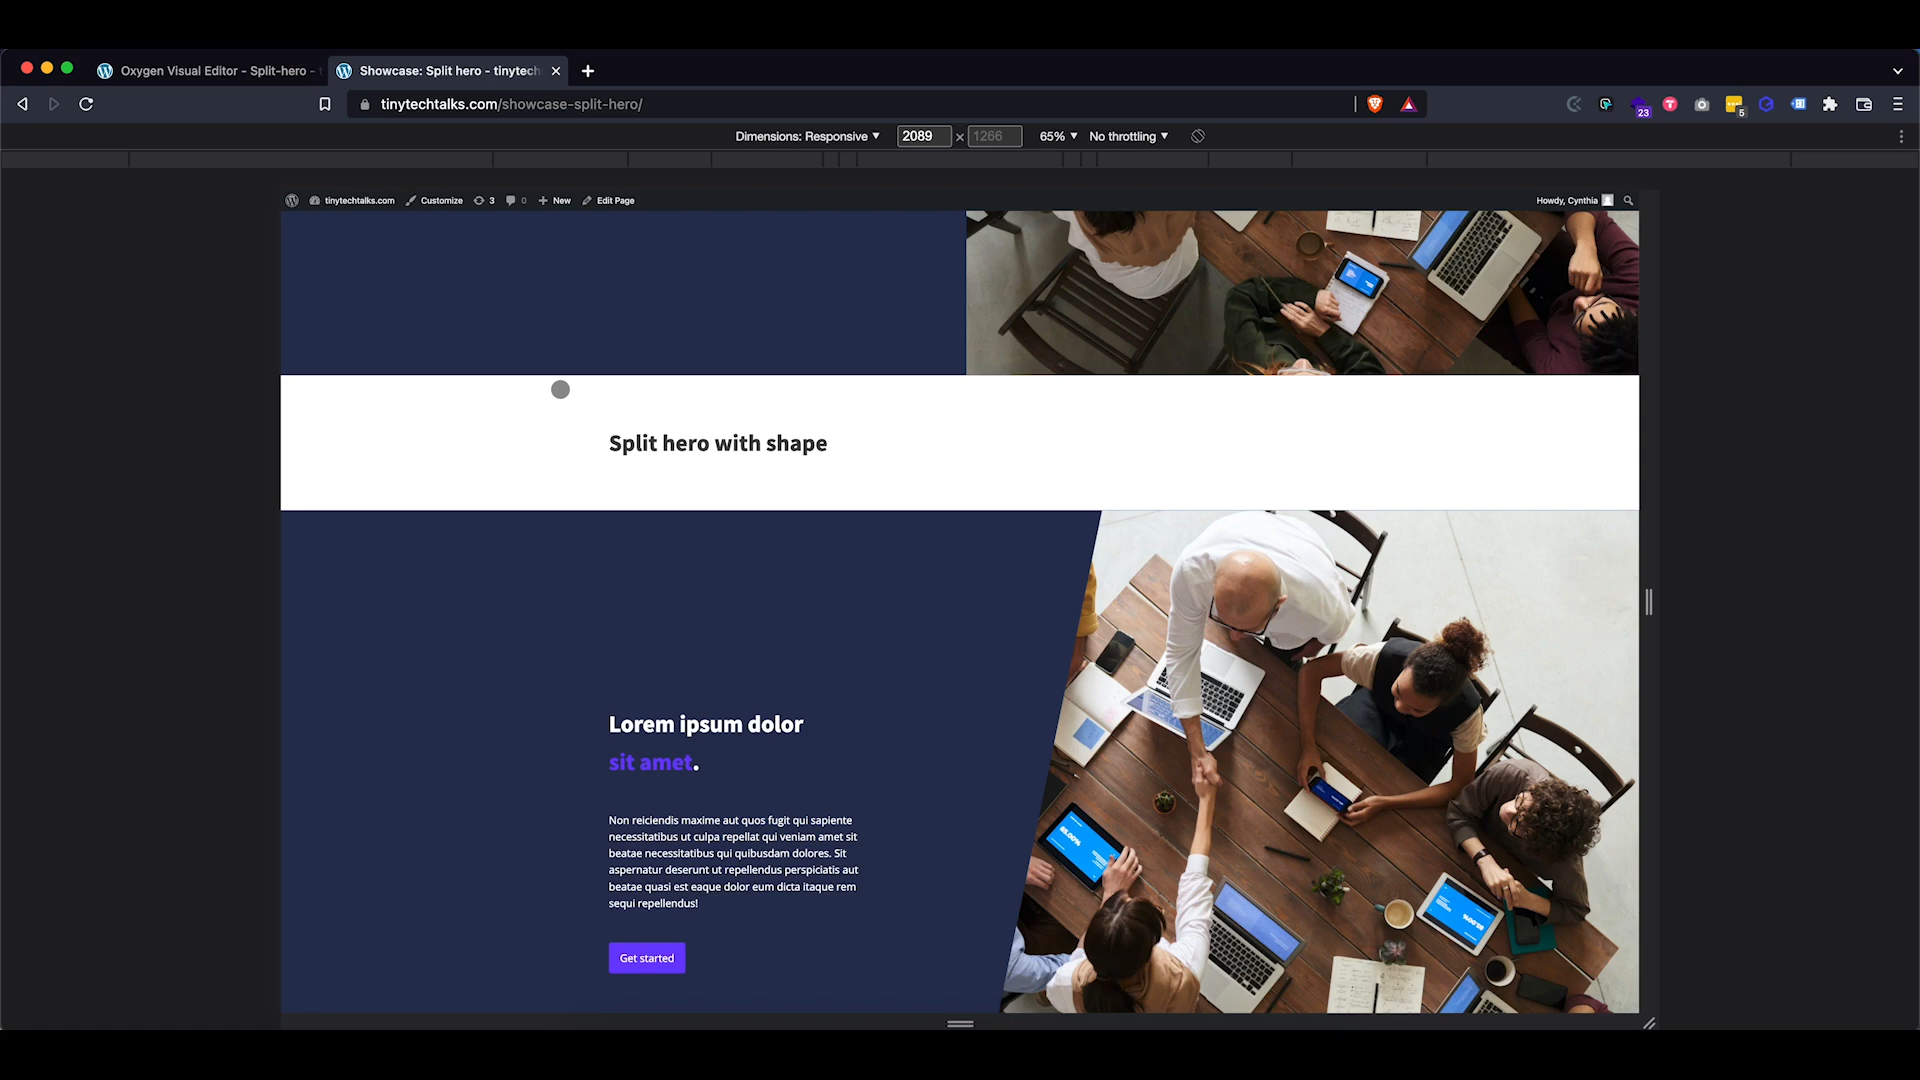 Oxygen Visual Editor - Split-hero -
Showcase: Split hero - tinytech
tinytechtalks.com/showcase-split-hero/
23
5
Dimensions: Responsive 2089 × 1266 65% No throttling
tinytechtalks.com Customize 3 0 New Edit Page Howdy, Cynthia
Split hero with shape
Lorem ipsum dolor
sit amet.
Non reiciendis maxime aut quos fugit qui sapiente
necessitatibus ut culpa repellat qui veniam amet sit
beatae necessitatibus qui quibusdam dolores. Sit
aspernatur deserunt ut repellendus perspiciatis aut
beatae quasi est eaque dolor eum dicta itaque rem
sequi repellendus!
Get started
85.00%